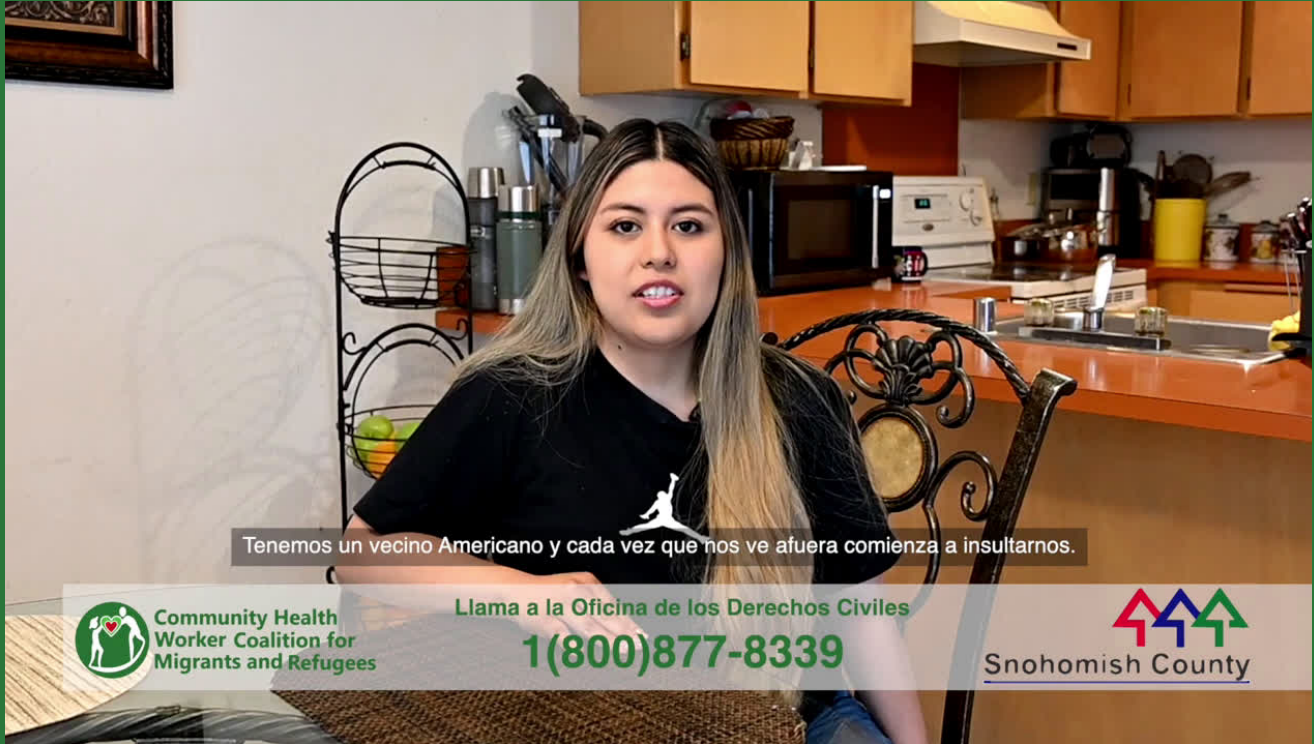 Tenemos un vecino Americano y cada vez que nos ve afuera comienza a insultarnos.
Community Health
Worker Coalition for
Migrants and Refugees
Llama a la Oficina de los Derechos Civiles
1(800)877-8339
Snohomish County